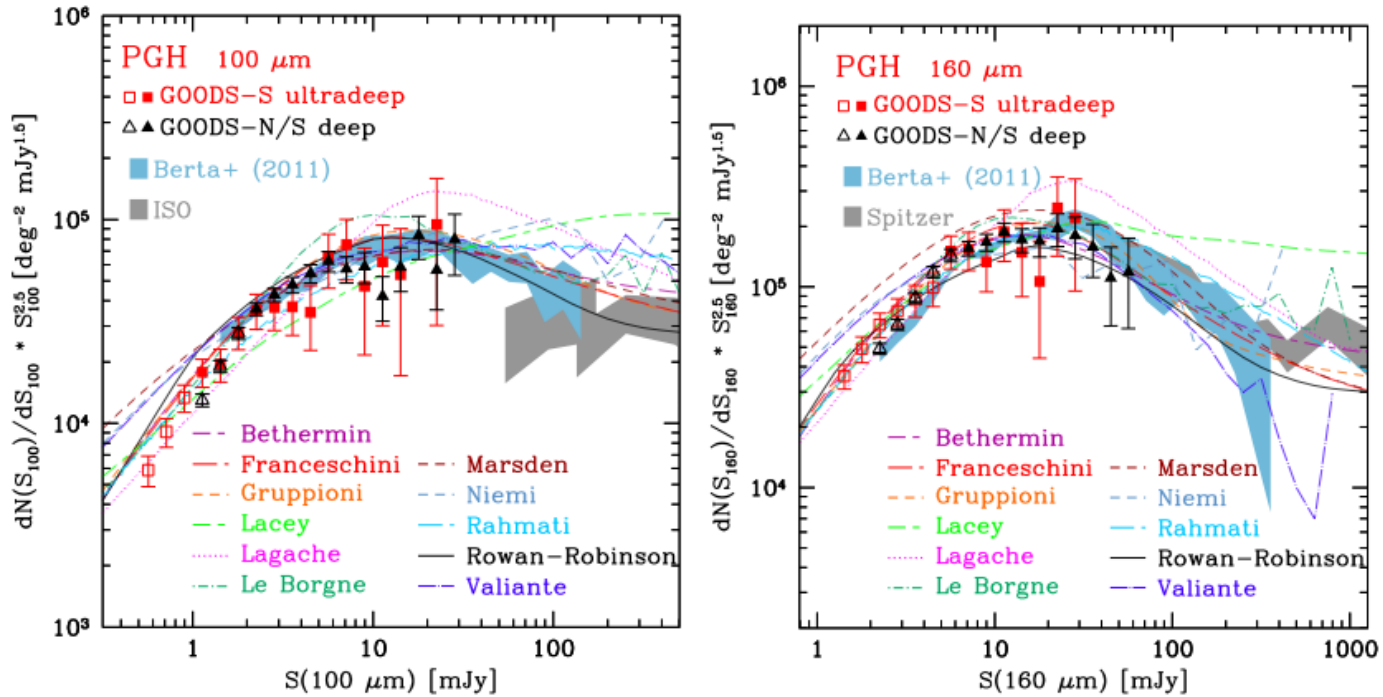 PGH 100 μm
GOODS-S ultradeep
GOODS-N/S deep
Berta+ (2011)
ISO
Bethermin
Franceschini
Gruppioni
Lacey
Lagache
Le Borgne
Marsden
Niemi
Rahmati
Rowan-Robinson
Valiante
10⁶
10⁵
10⁴
10³
dN(S₁₀₀)/dS₁₀₀ * S₁₀₀^2.5 [deg⁻² mJy^1.5]
1 10 100
S(100 μm) [mJy]
PGH 160 μm
GOODS-S ultradeep
GOODS-N/S deep
Berta+ (2011)
Spitzer
Bethermin
Franceschini
Gruppioni
Lacey
Lagache
Le Borgne
Marsden
Niemi
Rahmati
Rowan-Robinson
Valiante
10⁶
10⁵
10⁴
dN(S₁₆₀)/dS₁₆₀ * S₁₆₀^2.5 [deg⁻² mJy^1.5]
1 10 100 1000
S(160 μm) [mJy]